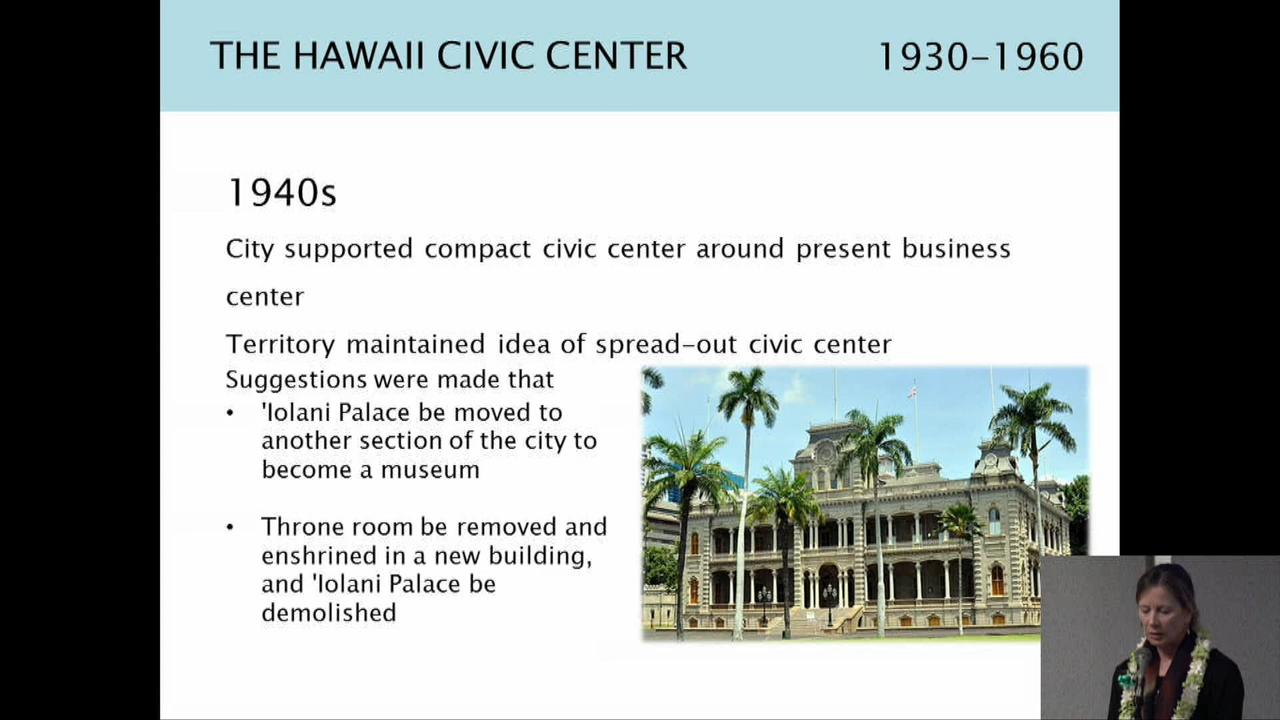 THE HAWAII CIVIC CENTER 1930-1960
1940s
City supported compact civic center around present business
center
Territory maintained idea of spread-out civic center
Suggestions were made that
• 'Iolani Palace be moved to
another section of the city to
become a museum
• Throne room be removed and
enshrined in a new building,
and 'Iolani Palace be
demolished